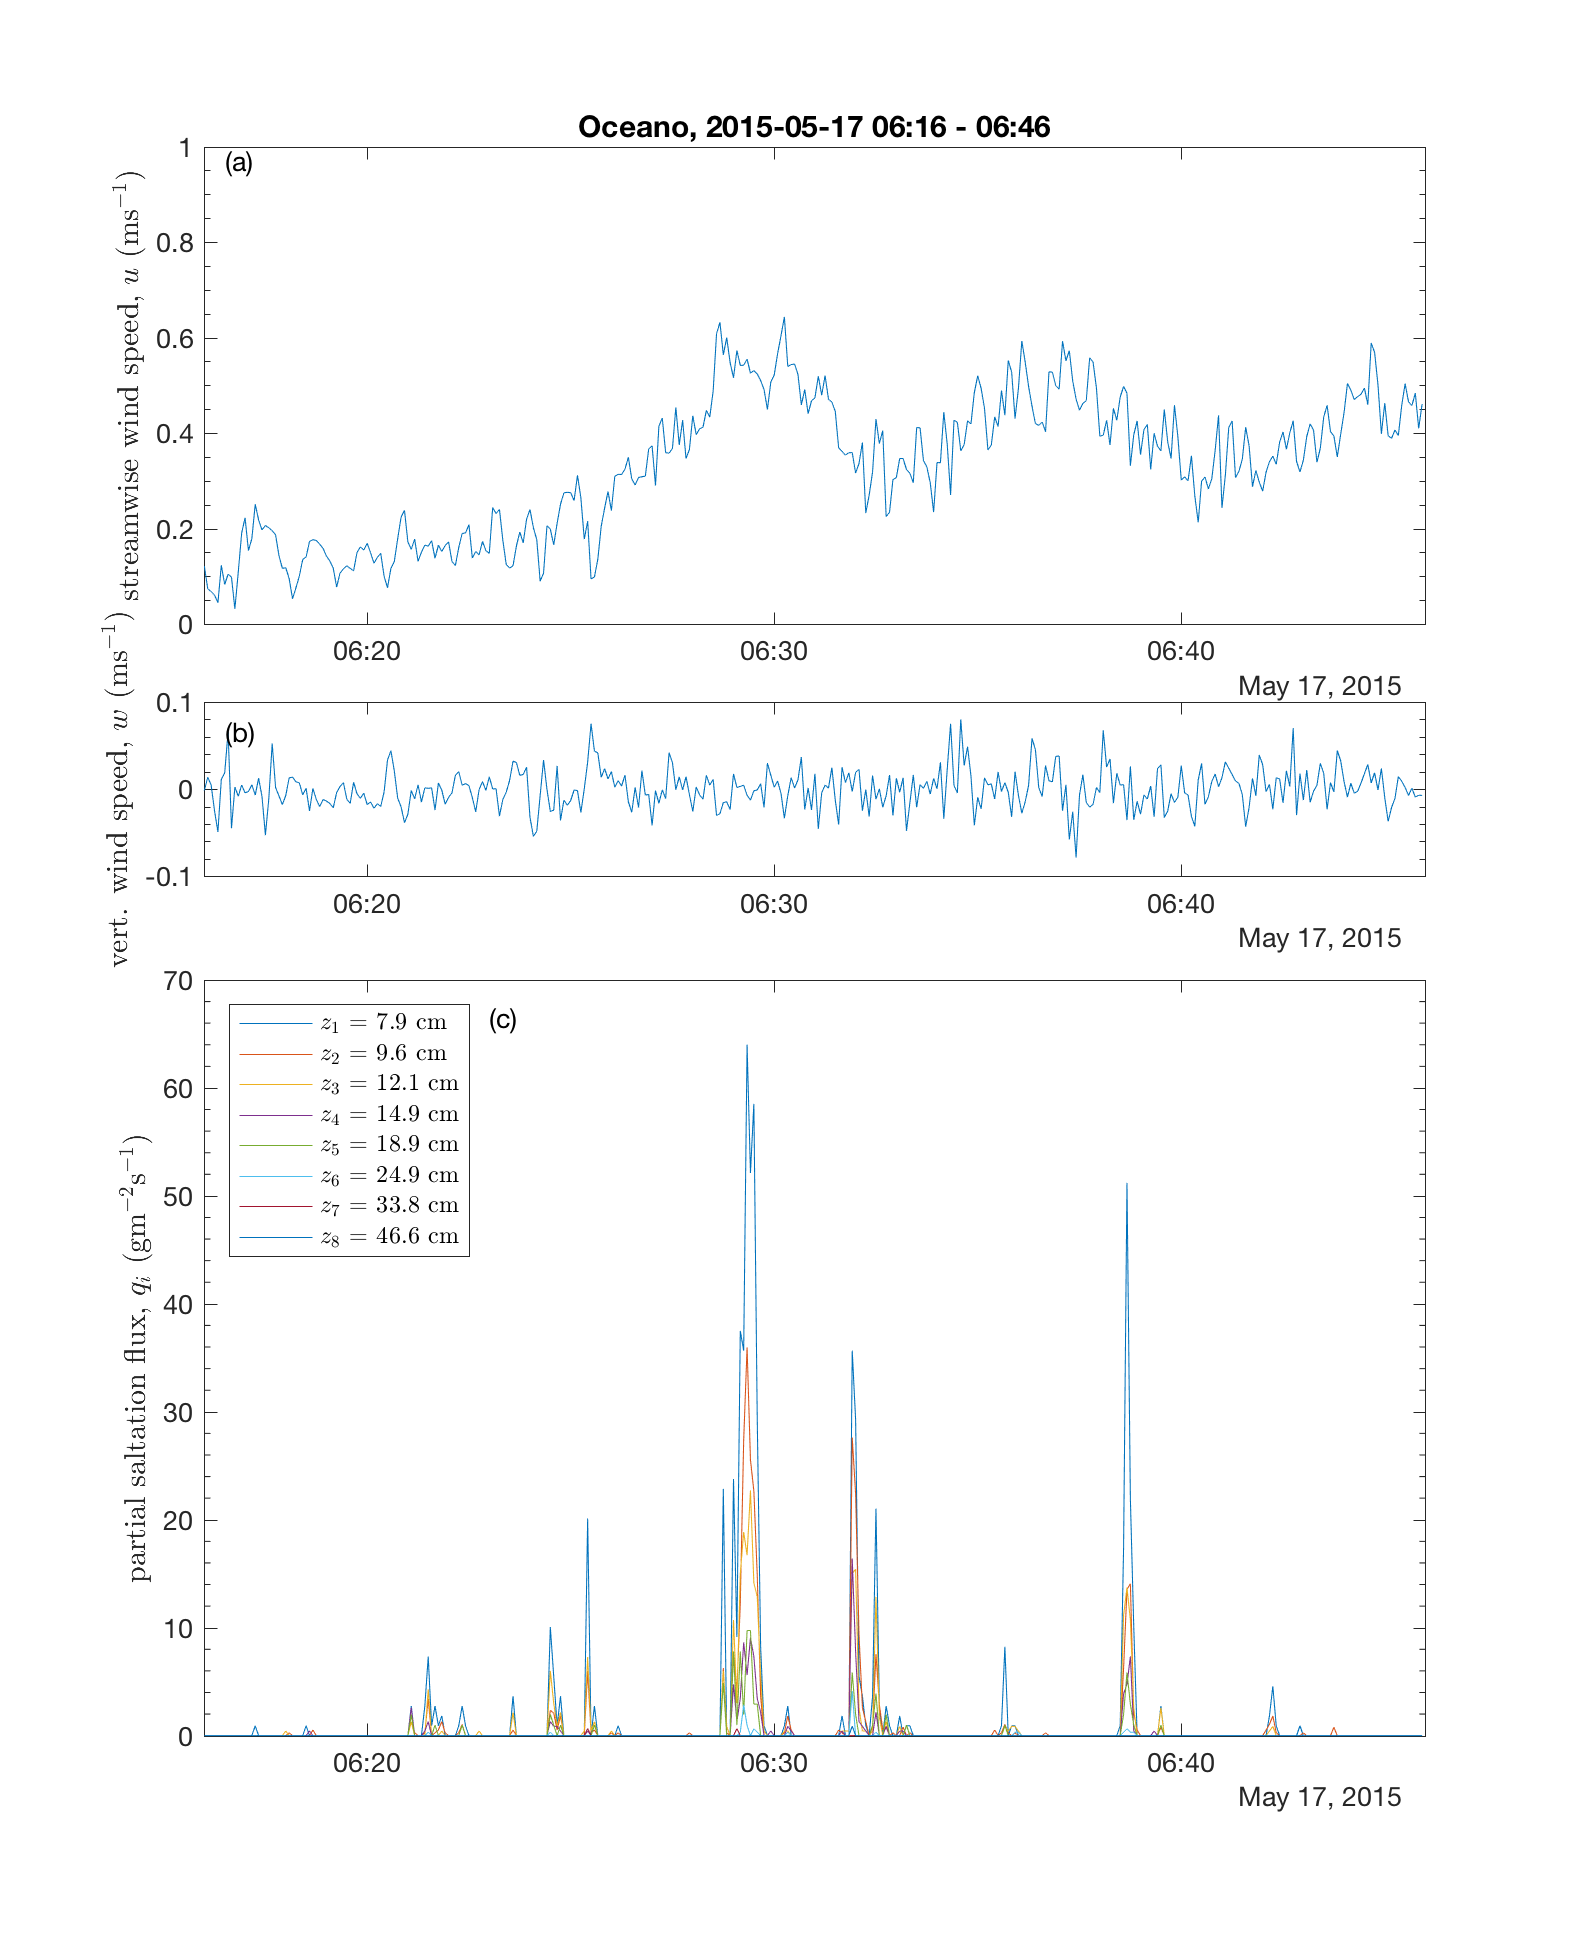 Oceano, 2015-05-17 06:16 - 06:46
(a)
streamwise wind speed, u (ms⁻¹)
1
0.8
0.6
0.4
0.2
0
06:20 06:30 06:40
May 17, 2015
(b)
vert. wind speed, w (ms⁻¹)
0.1
0
-0.1
06:20 06:30 06:40
May 17, 2015
(c)
partial saltation flux, qᵢ (gm⁻²s⁻¹)
70
60
50
40
30
20
10
0
z₁ = 7.9 cm
z₂ = 9.6 cm
z₃ = 12.1 cm
z₄ = 14.9 cm
z₅ = 18.9 cm
z₆ = 24.9 cm
z₇ = 33.8 cm
z₈ = 46.6 cm
06:20 06:30 06:40
May 17, 2015